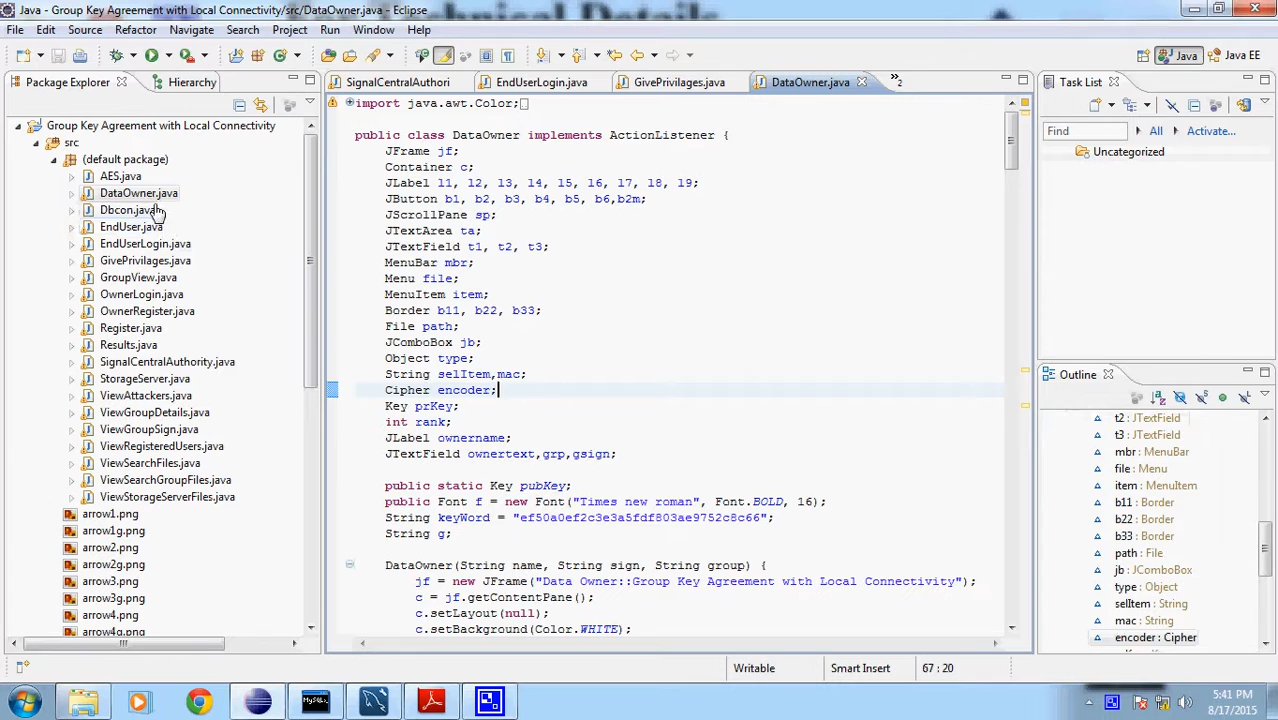 Java - Group Key Agreement with Local Connectivity/src/DataOwner.java - Eclipse
File Edit Source Refactor Navigate Search Project Run Window Help
Java Java EE
Package Explorer Hierarchy SignalCentralAuthori EndUserLogin.java GivePrivilages.java DataOwner.java »2 Task List
Group Key Agreement with Local Connectivity
src
(default package)
AES.java
DataOwner.java
Dbcon.java
EndUser.java
EndUserLogin.java
GivePrivilages.java
GroupView.java
OwnerLogin.java
OwnerRegister.java
Register.java
Results.java
SignalCentralAuthority.java
StorageServer.java
ViewAttackers.java
ViewGroupDetails.java
ViewGroupSign.java
ViewRegisteredUsers.java
ViewSearchFiles.java
ViewSearchGroupFiles.java
ViewStorageServerFiles.java
arrow1.png
arrow1g.png
arrow2.png
arrow2g.png
arrow3.png
arrow3g.png
arrow4.png
arrow4g.png
import java.awt.Color;
public class DataOwner implements ActionListener {
JFrame jf;
Container c;
JLabel l1, l2, l3, l4, l5, l6, l7, l8, l9;
JButton b1, b2, b3, b4, b5, b6,b2m;
JScrollPane sp;
JTextArea ta;
JTextField t1, t2, t3;
MenuBar mbr;
Menu file;
MenuItem item;
Border b11, b22, b33;
File path;
JComboBox jb;
Object type;
String selItem,mac;
Cipher encoder;
Key prKey;
int rank;
JLabel ownername;
JTextField ownertext,grp,gsign;
public static Key pubKey;
public Font f = new Font("Times new roman", Font.BOLD, 16);
String keyWord = "ef50a0ef2c3e3a5fdf803ae9752c8c66";
String g;
DataOwner(String name, String sign, String group) {
jf = new JFrame("Data Owner::Group Key Agreement with Local Connectivity");
c = jf.getContentPane();
c.setLayout(null);
c.setBackground(Color.WHITE);
Find All Activate...
Uncategorized
Outline
t2 : JTextField
t3 : JTextField
mbr : MenuBar
file : Menu
item : MenuItem
b11 : Border
b22 : Border
b33 : Border
path : File
jb : JComboBox
type : Object
selItem : String
mac : String
encoder : Cipher
Writable Smart Insert 67 : 20
5:41 PM
8/17/2015